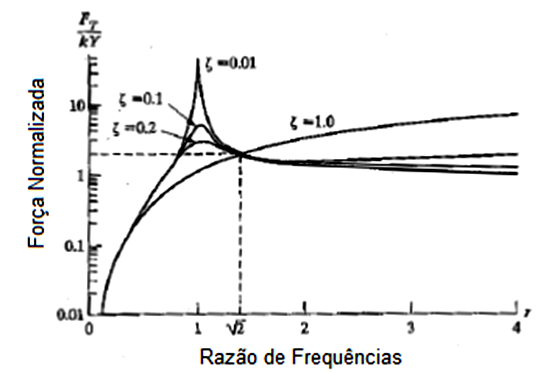 F_T
kY
Força Normalizada
10
1
0.1
0.01
ζ=0.01
ζ=0.1
ζ=0.2
ζ=1.0
0
1
√2
2
3
4
r
Razão de Frequências